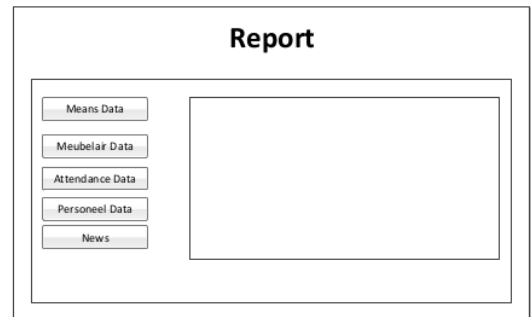 Report
Means Data
Meubelair Data
Attendance Data
Personeel Data
News